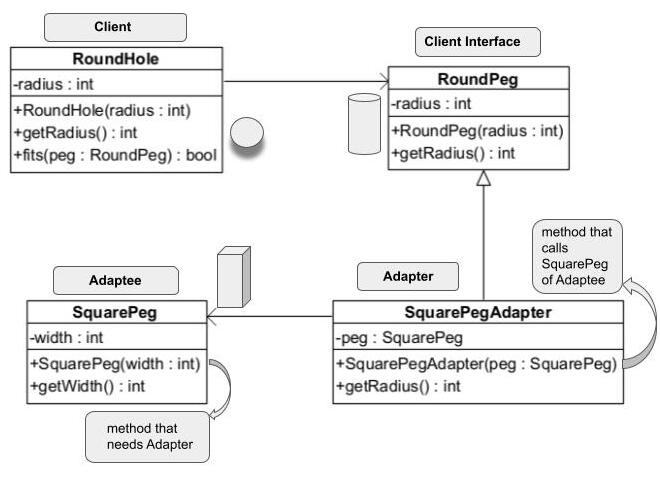 Client
RoundHole
-radius : int
+RoundHole(radius : int)
+getRadius() : int
+fits(peg : RoundPeg) : bool
Client Interface
RoundPeg
-radius : int
+RoundPeg(radius : int)
+getRadius() : int
method that
calls
SquarePeg
of Adaptee
Adaptee
SquarePeg
-width : int
+SquarePeg(width : int)
+getWidth() : int
method that
needs Adapter
Adapter
SquarePegAdapter
-peg : SquarePeg
+SquarePegAdapter(peg : SquarePeg)
+getRadius() : int